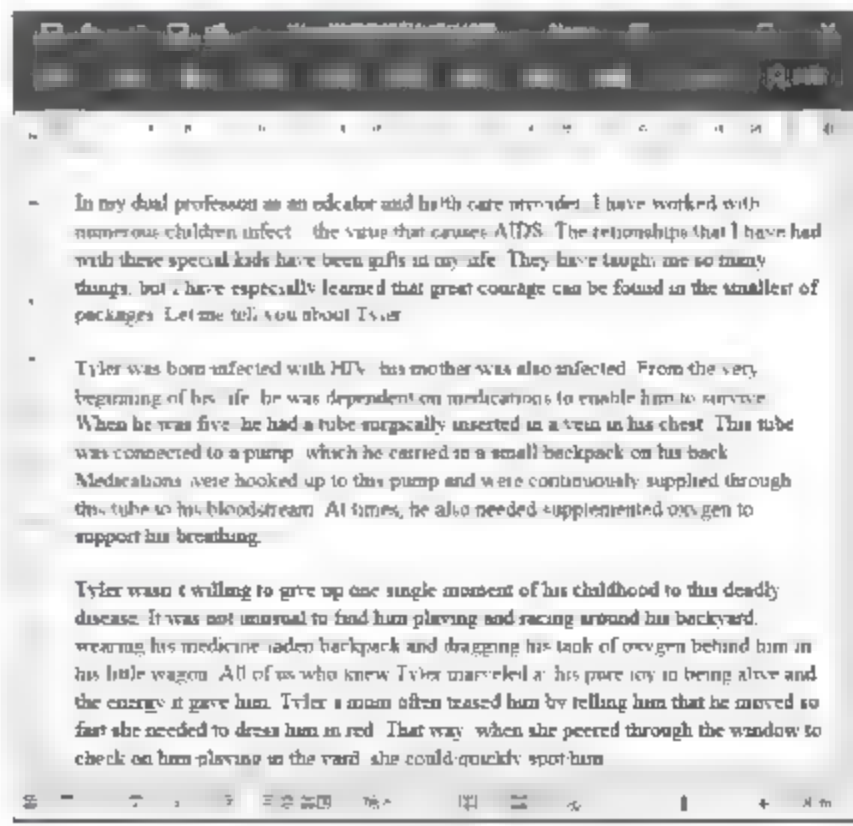 In my dual profession as an edcator and halth care provider, I have worked with
numerous children infect the virus that causes AIDS. The retionships that I have had
with these special kids have been gifts in my life. They have taught me so many
things, but I have especially learned that great courage can be found in the smallest of
packages. Let me tell you about Tyler.
Tyler was born infected with HIV; his mother was also infected. From the very
beginning of his life, he was dependent on medications to enable him to survive.
When he was five, he had a tube surgically inserted in a vein in his chest. This tube
was connected to a pump, which he carried in a small backpack on his back.
Medications were hooked up to this pump and were continuously supplied through
this tube to his bloodstream. At times, he also needed supplemented oxygen to
support his breathing.
Tyler wasn't willing to give up one single moment of his childhood to this deadly
disease. It was not unusual to find him playing and racing around his backyard,
wearing his medicine-laden backpack and dragging his tank of oxygen behind him in
his little wagon. All of us who knew Tyler marveled at his pure joy in being alive and
the energy it gave him. Tyler's mom often teased him by telling him that he moved so
fast she needed to dress him in red. That way, when she peered through the window to
check on him playing in the yard, she could quickly spot him.